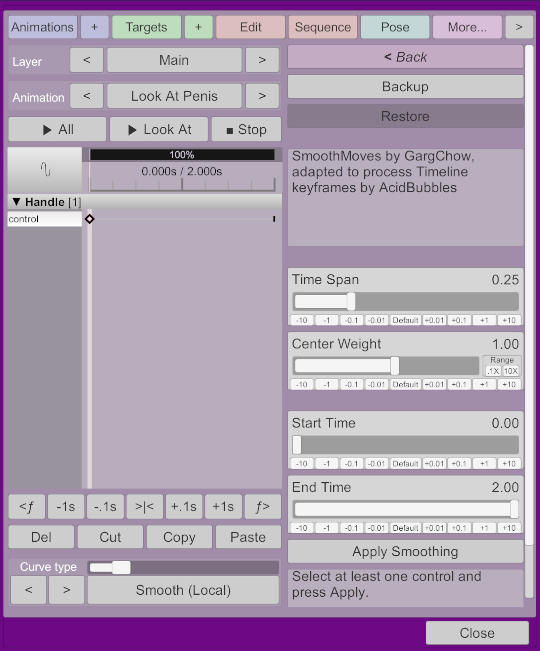 Animations + Targets + Edit Sequence Pose More... >
Layer < Main >
Animation < Look At Penis >
▶ All ▶ Look At ■ Stop
100%
0.000s / 2.000s
▼ Handle [1]
control
<ƒ -1s -.1s >|< +.1s +1s ƒ>
Del Cut Copy Paste
Curve type
< > Smooth (Local)
< Back
Backup
Restore
SmoothMoves by GargChow,
adapted to process Timeline
keyframes by AcidBubbles
Time Span 0.25
-10 -1 -0.1 -0.01 Default +0.01 +0.1 +1 +10
Center Weight 1.00
Range
.1X 10X
-10 -1 -0.1 -0.01 Default +0.01 +0.1 +1 +10
Start Time 0.00
-10 -1 -0.1 -0.01 Default +0.01 +0.1 +1 +10
End Time 2.00
-10 -1 -0.1 -0.01 Default +0.01 +0.1 +1 +10
Apply Smoothing
Select at least one control and
press Apply.
Close